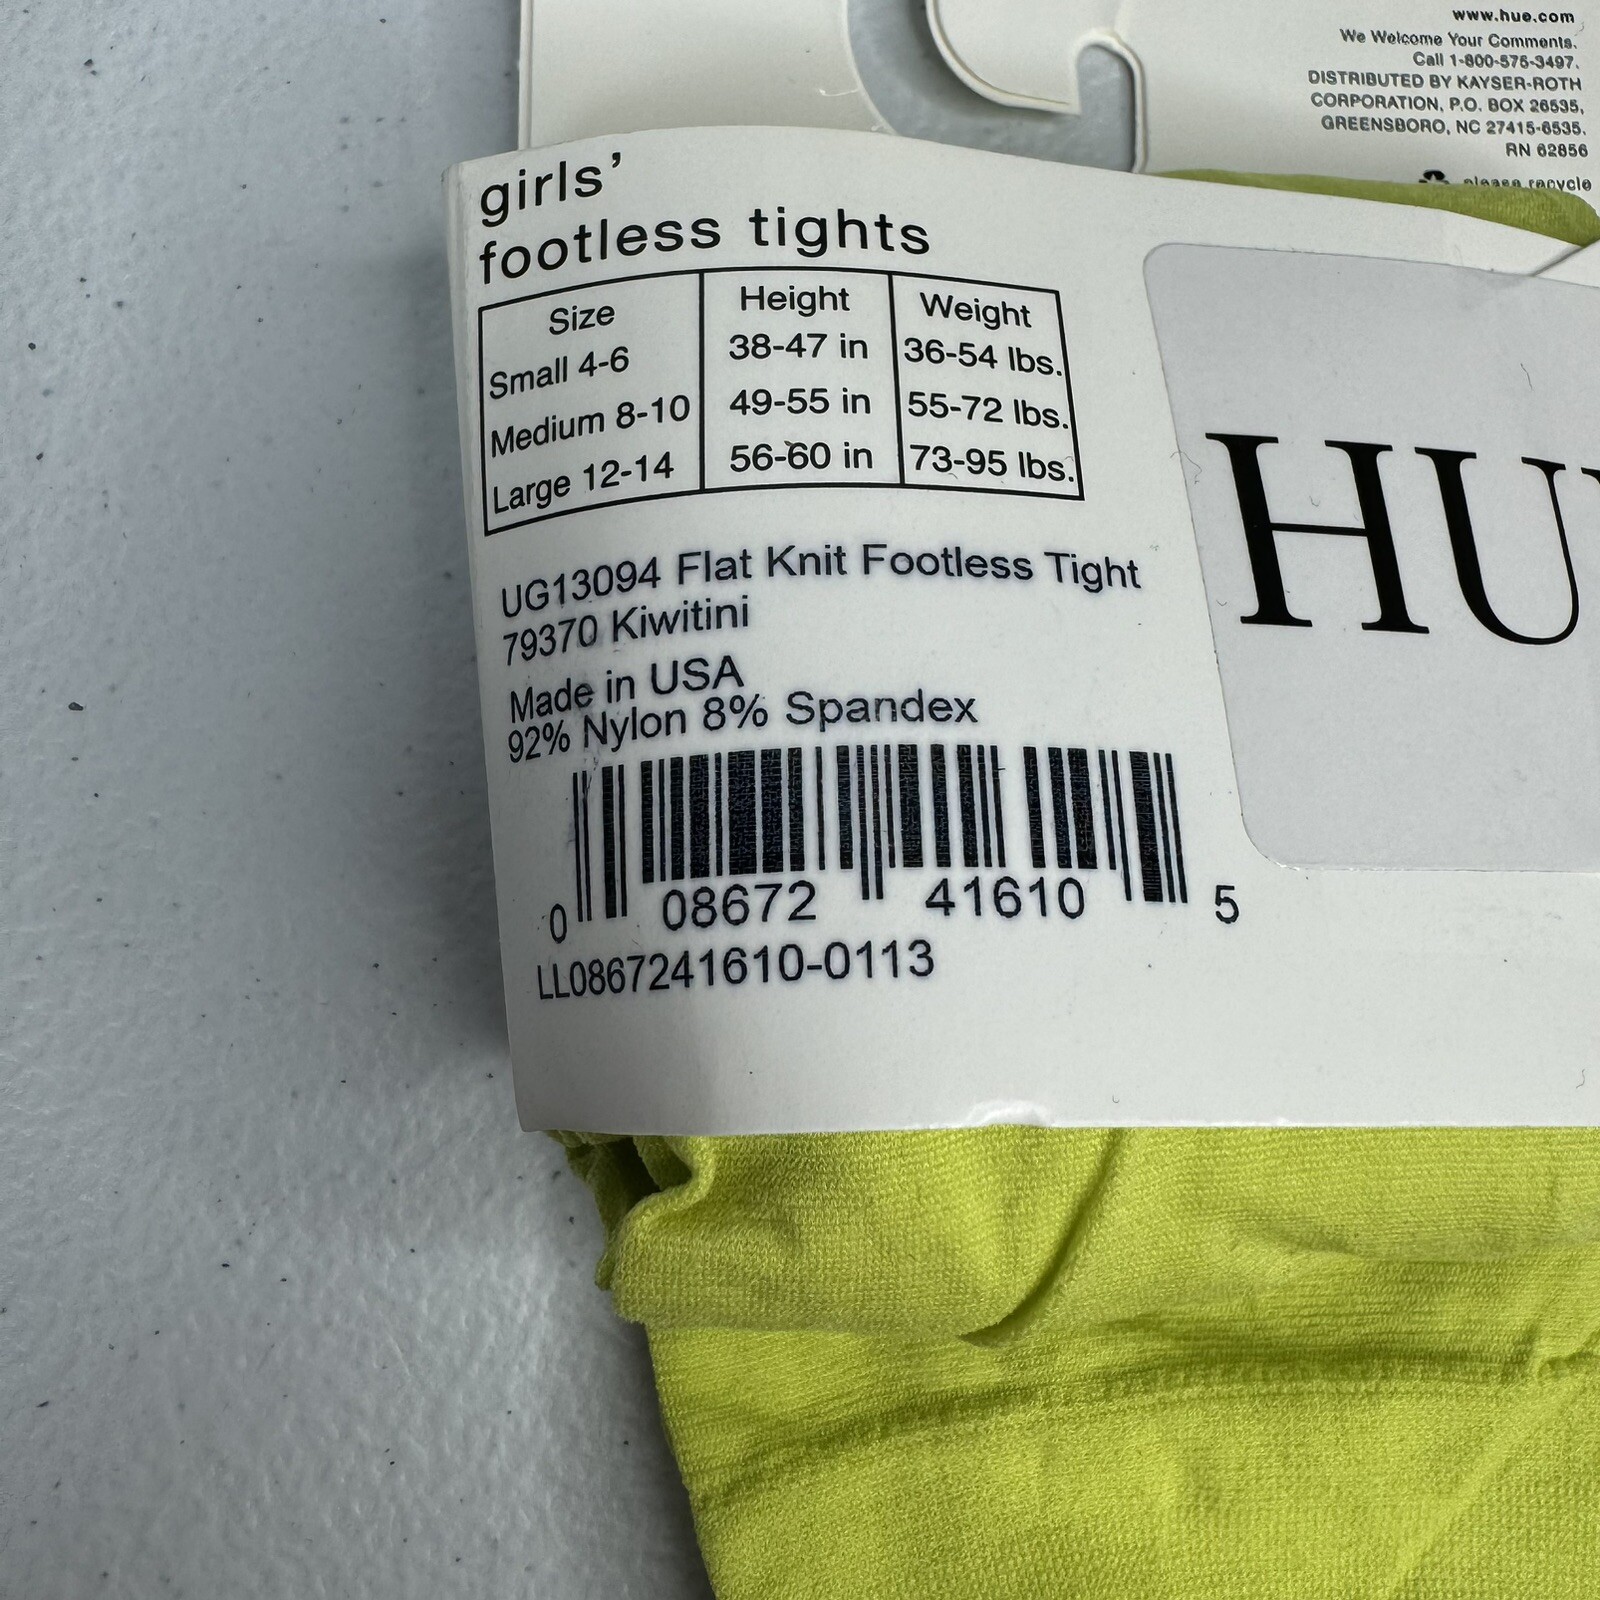 www.hue.com
We Welcome Your Comments.
Call 1-800-575-3497.
DISTRIBUTED BY KAYSER-ROTH
CORPORATION, P.O. BOX 26535,
GREENSBORO, NC 27415-6535.
RN 62856
please recycle
girls'
footless tights
Size Height Weight
Small 4-6 38-47 in 36-54 lbs.
Medium 8-10 49-55 in 55-72 lbs.
Large 12-14 56-60 in 73-95 lbs.
HU
UG13094 Flat Knit Footless Tight
79370 Kiwitini
Made in USA
92% Nylon 8% Spandex
0 08672 41610 5
LL0867241610-0113